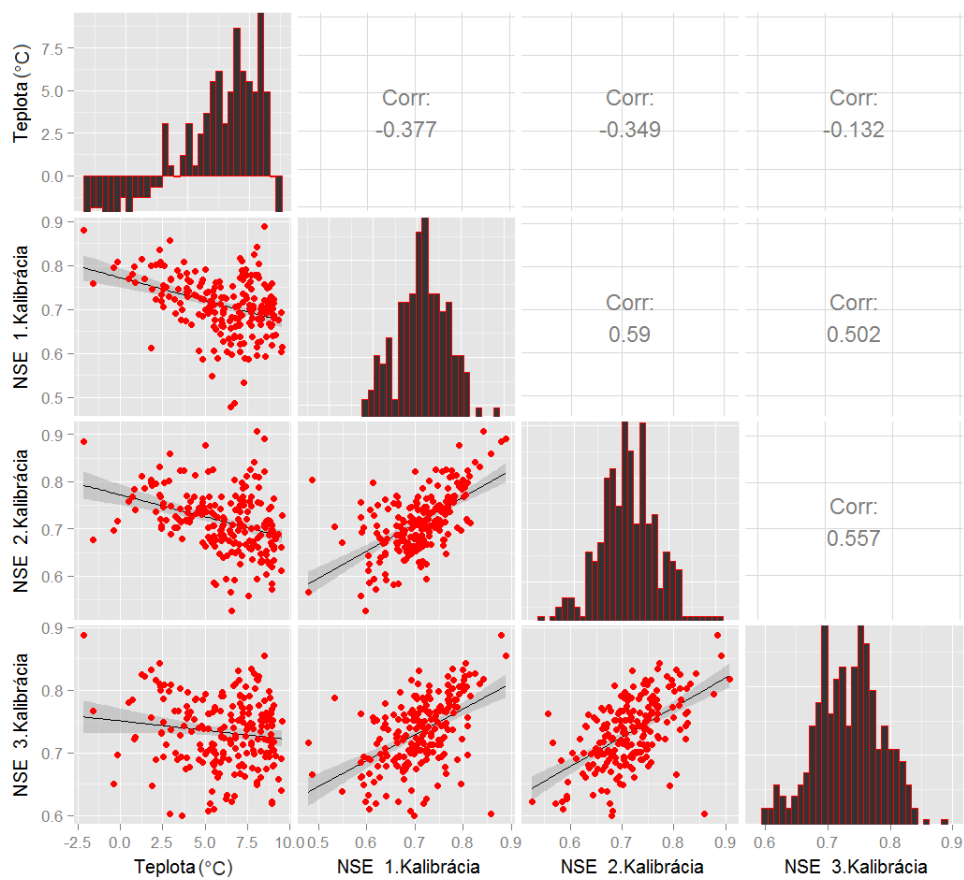 Teplota (°C)
7.5
5.0
2.5
0.0
Corr:
-0.377
Corr:
-0.349
Corr:
-0.132
NSE 1.Kalibrácia
0.9
0.8
0.7
0.6
0.5
Corr:
0.59
Corr:
0.502
NSE 2.Kalibrácia
0.9
0.8
0.7
0.6
Corr:
0.557
NSE 3.Kalibrácia
0.9
0.8
0.7
0.6
-2.5 0.0 2.5 5.0 7.5 10.0
0.5 0.6 0.7 0.8 0.9
0.6 0.7 0.8 0.9
0.6 0.7 0.8 0.9
Teplota (°C)
NSE 1.Kalibrácia
NSE 2.Kalibrácia
NSE 3.Kalibrácia